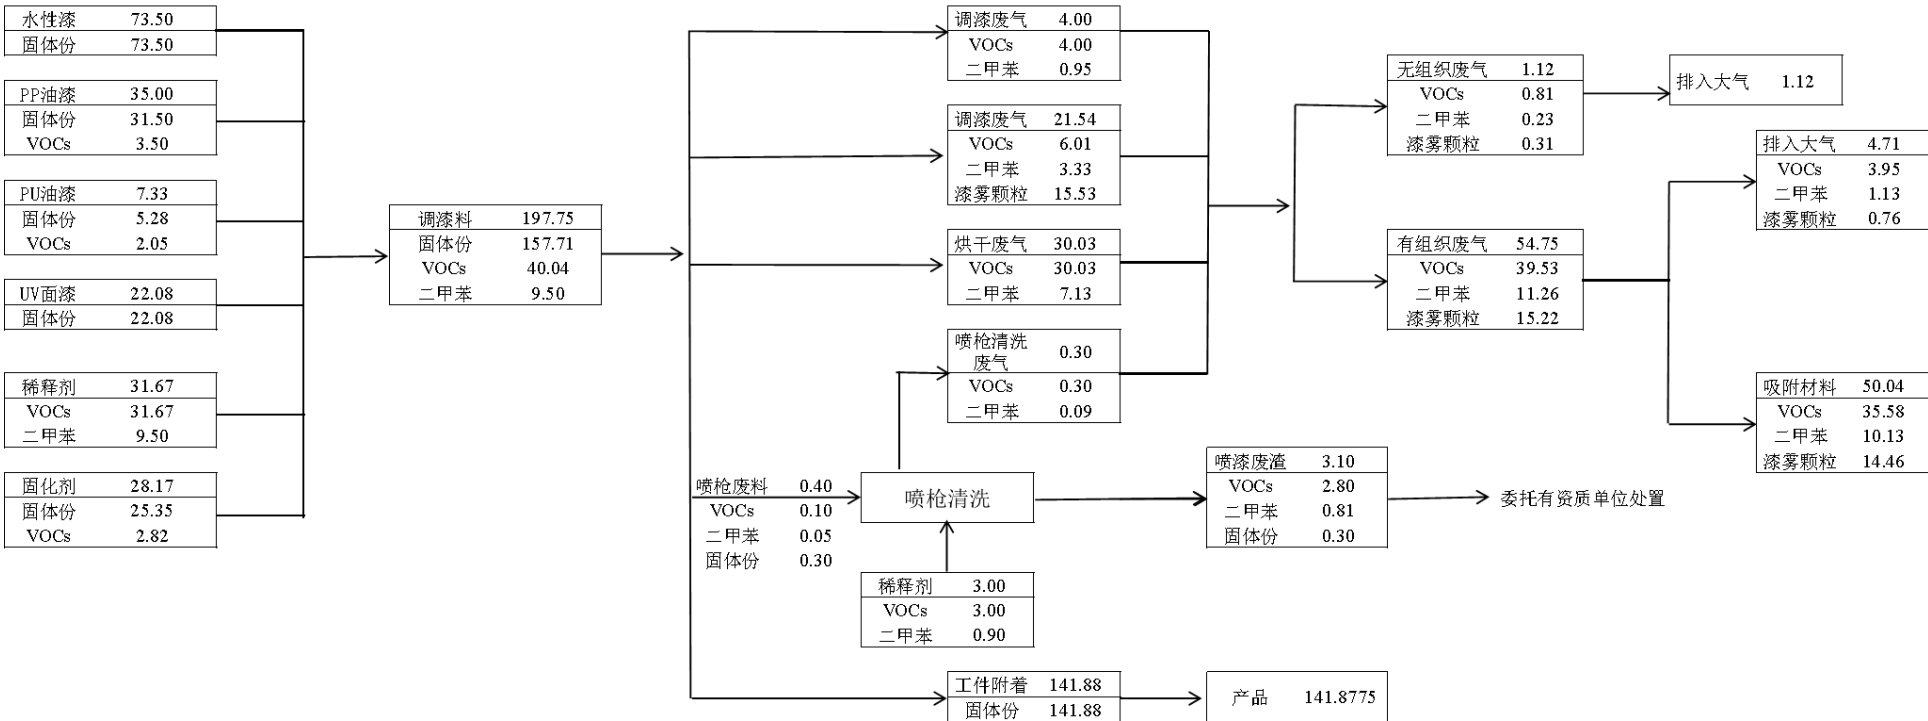 水性漆 73.50
固体份 73.50
PP油漆 35.00
固体份 31.50
VOCs 3.50
PU油漆 7.33
固体份 5.28
VOCs 2.05
UV面漆 22.08
固体份 22.08
稀释剂 31.67
VOCs 31.67
二甲苯 9.50
固化剂 28.17
固体份 25.35
VOCs 2.82
调漆料 197.75
固体份 157.71
VOCs 40.04
二甲苯 9.50
调漆废气 4.00
VOCs 4.00
二甲苯 0.95
调漆废气 21.54
VOCs 6.01
二甲苯 3.33
漆雾颗粒 15.53
烘干废气 30.03
VOCs 30.03
二甲苯 7.13
喷枪清洗
废气 0.30
VOCs 0.30
二甲苯 0.09
喷枪废料 0.40
VOCs 0.10
二甲苯 0.05
固体份 0.30
喷枪清洗
稀释剂 3.00
VOCs 3.00
二甲苯 0.90
工件附着 141.88
固体份 141.88
产品 141.8775
喷漆废渣 3.10
VOCs 2.80
二甲苯 0.81
固体份 0.30
委托有资质单位处置
无组织废气 1.12
VOCs 0.81
二甲苯 0.23
漆雾颗粒 0.31
排入大气 1.12
有组织废气 54.75
VOCs 39.53
二甲苯 11.26
漆雾颗粒 15.22
排入大气 4.71
VOCs 3.95
二甲苯 1.13
漆雾颗粒 0.76
吸附材料 50.04
VOCs 35.58
二甲苯 10.13
漆雾颗粒 14.46